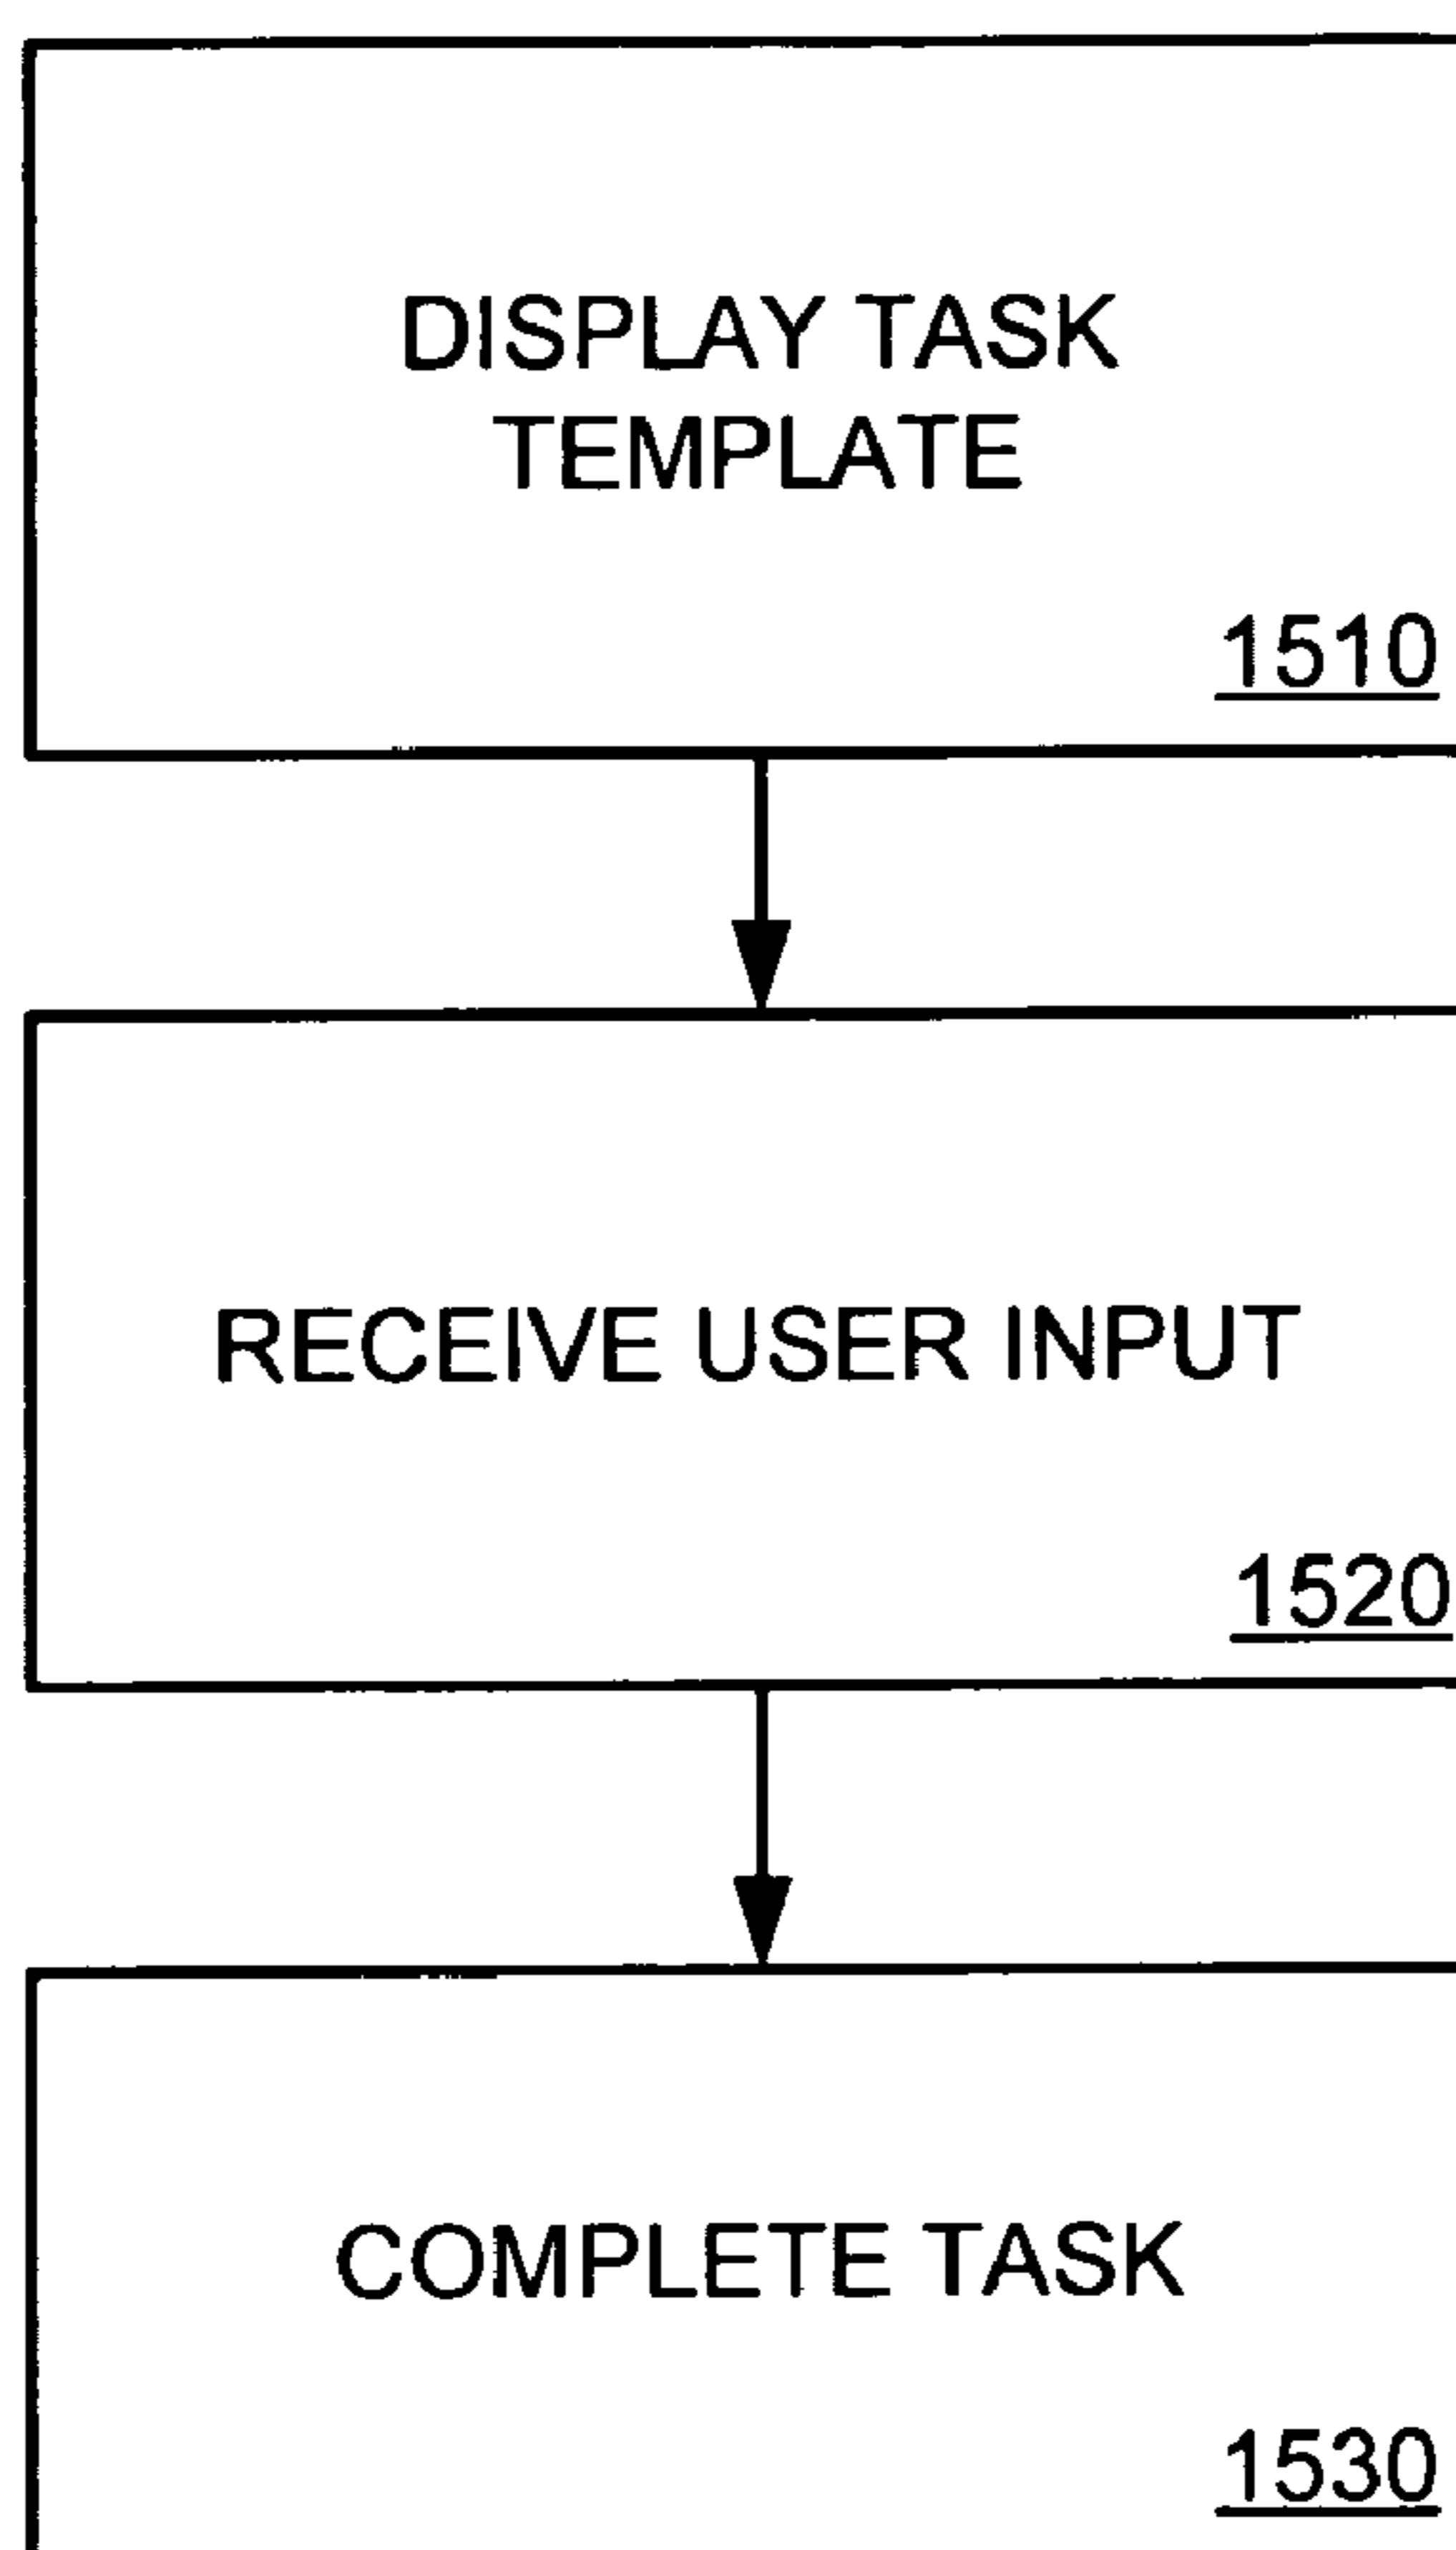 DISPLAY TASK
TEMPLATE
1510
RECEIVE USER INPUT
1520
COMPLETE TASK
1530